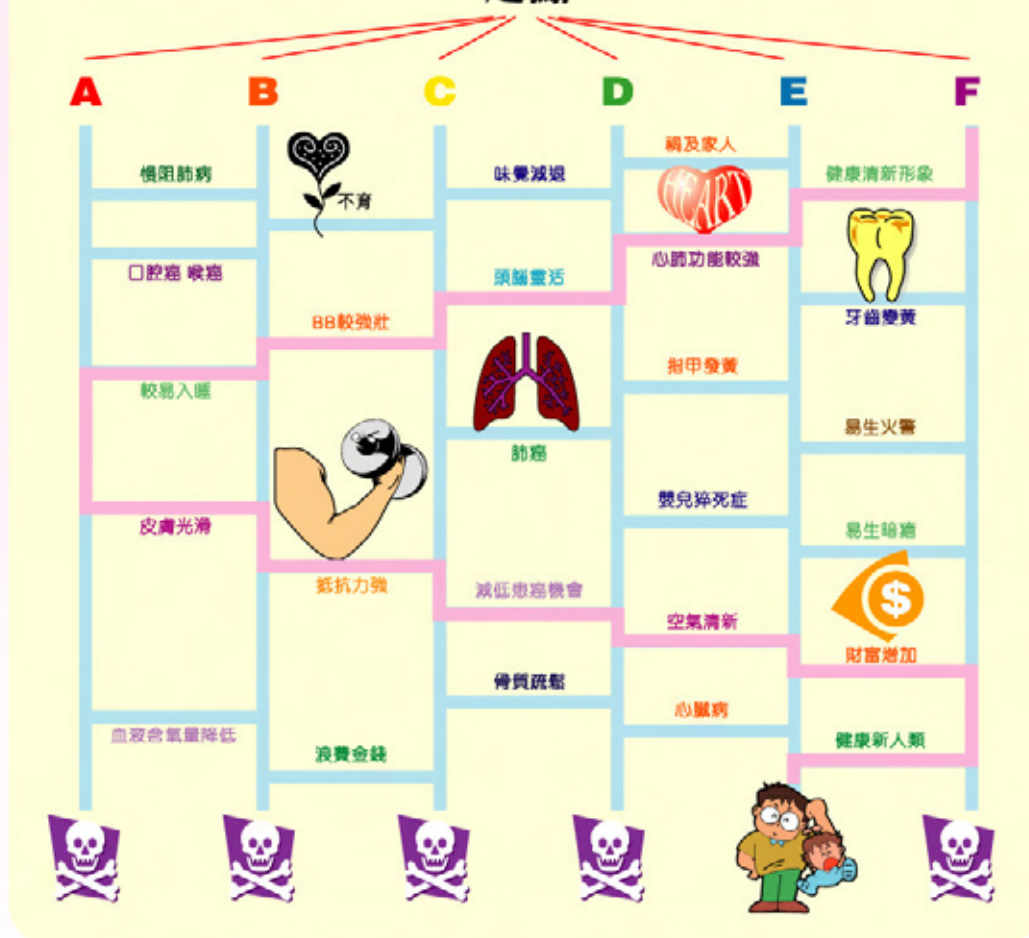 A B C D E F
禍及家人
慢阻肺病
味覺減退
健康清新形象
HEART
不育
心肺功能較強
口腔癌 喉癌
頭腦靈活
牙齒變黃
BB較強壯
指甲發黃
較易入睡
易生火警
肺癌
嬰兒猝死症
皮膚光滑
易生暗瘡
抵抗力強
減低患癌機會
$
空氣清新
財富增加
骨質疏鬆
心臟病
血液含氧量降低
健康新人類
浪費金錢